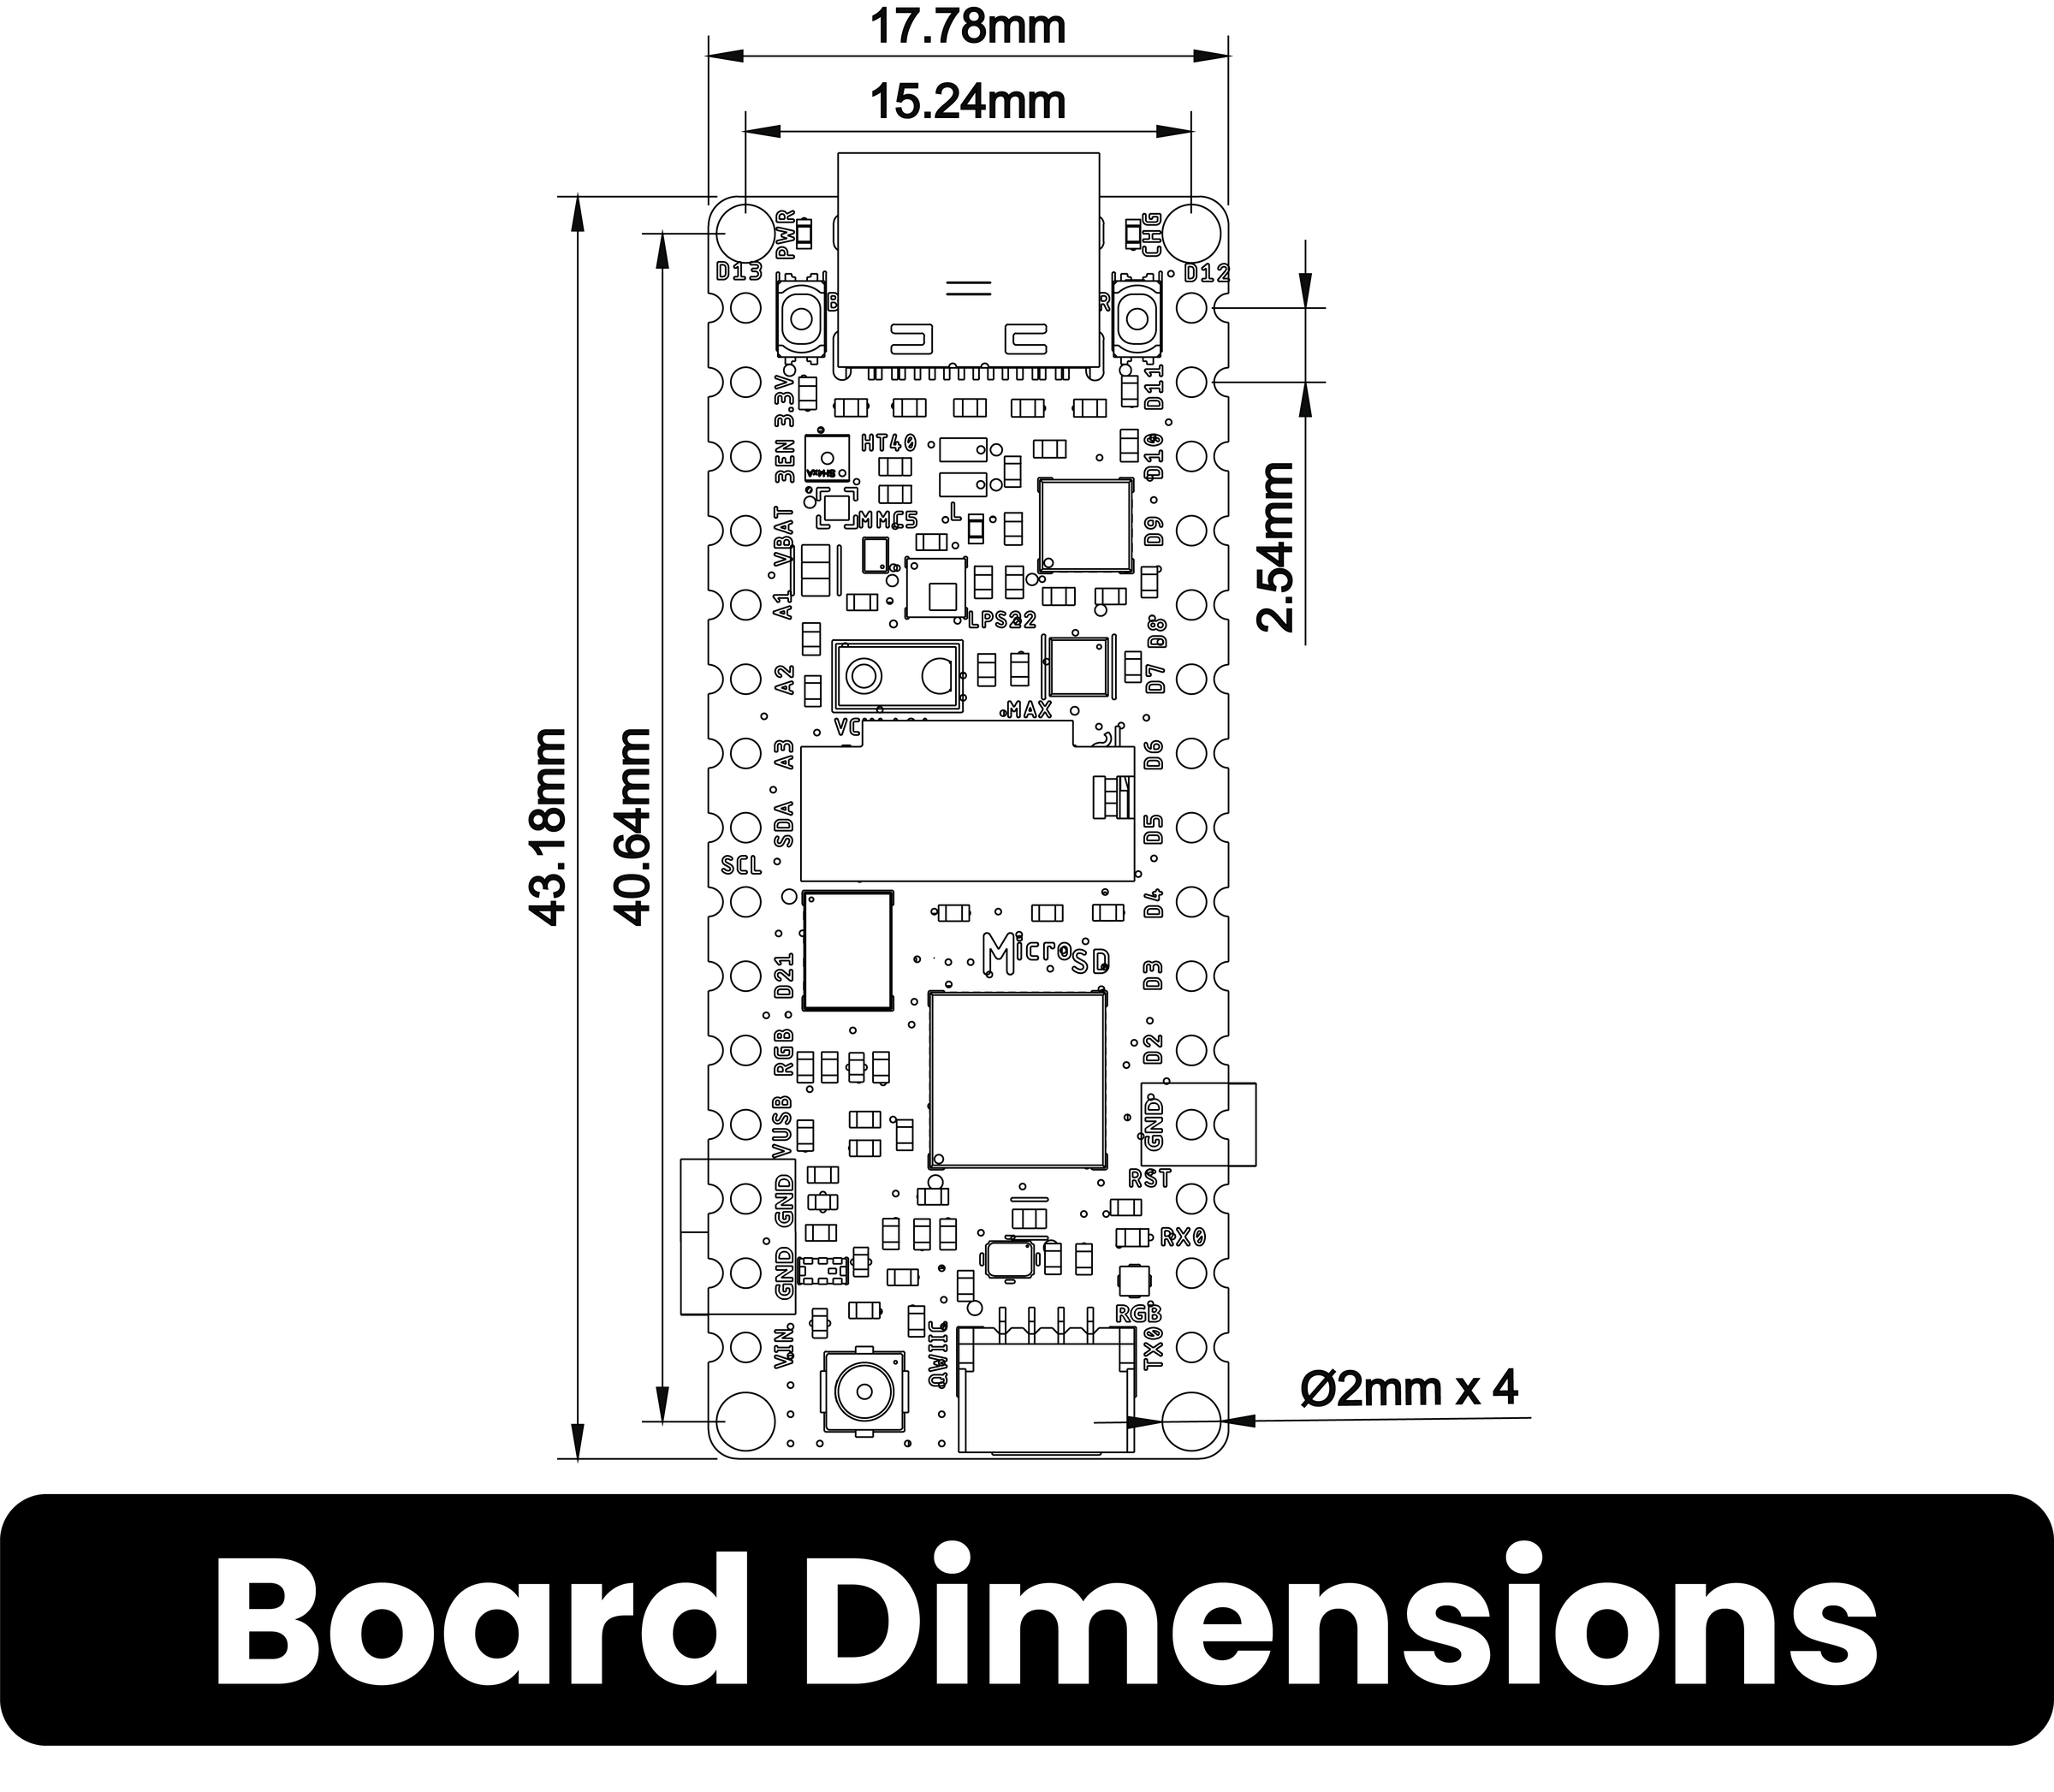 17.78mm
15.24mm
PWR
CHG
D13
D12
B
R
3.3V
D11
3EN
HT40
D10
VBAT
MMC5
L
D9
A1
LPS22
D8
A2
D7
MAX
VC
A3
D6
2.54mm
43.18mm
40.64mm
SDA
D5
SCL
D4
MicroSD
D21
D3
RGB
D2
VUSB
GND
RST
GND
RX0
GND
RGB
VIN
QWIIC
TX0
Ø2mm x 4
Board Dimensions